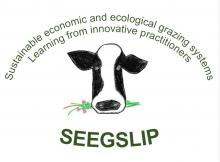 Sustainable economic and ecological grazing systems
Learning from innovative practitioners
SEEGSLIP